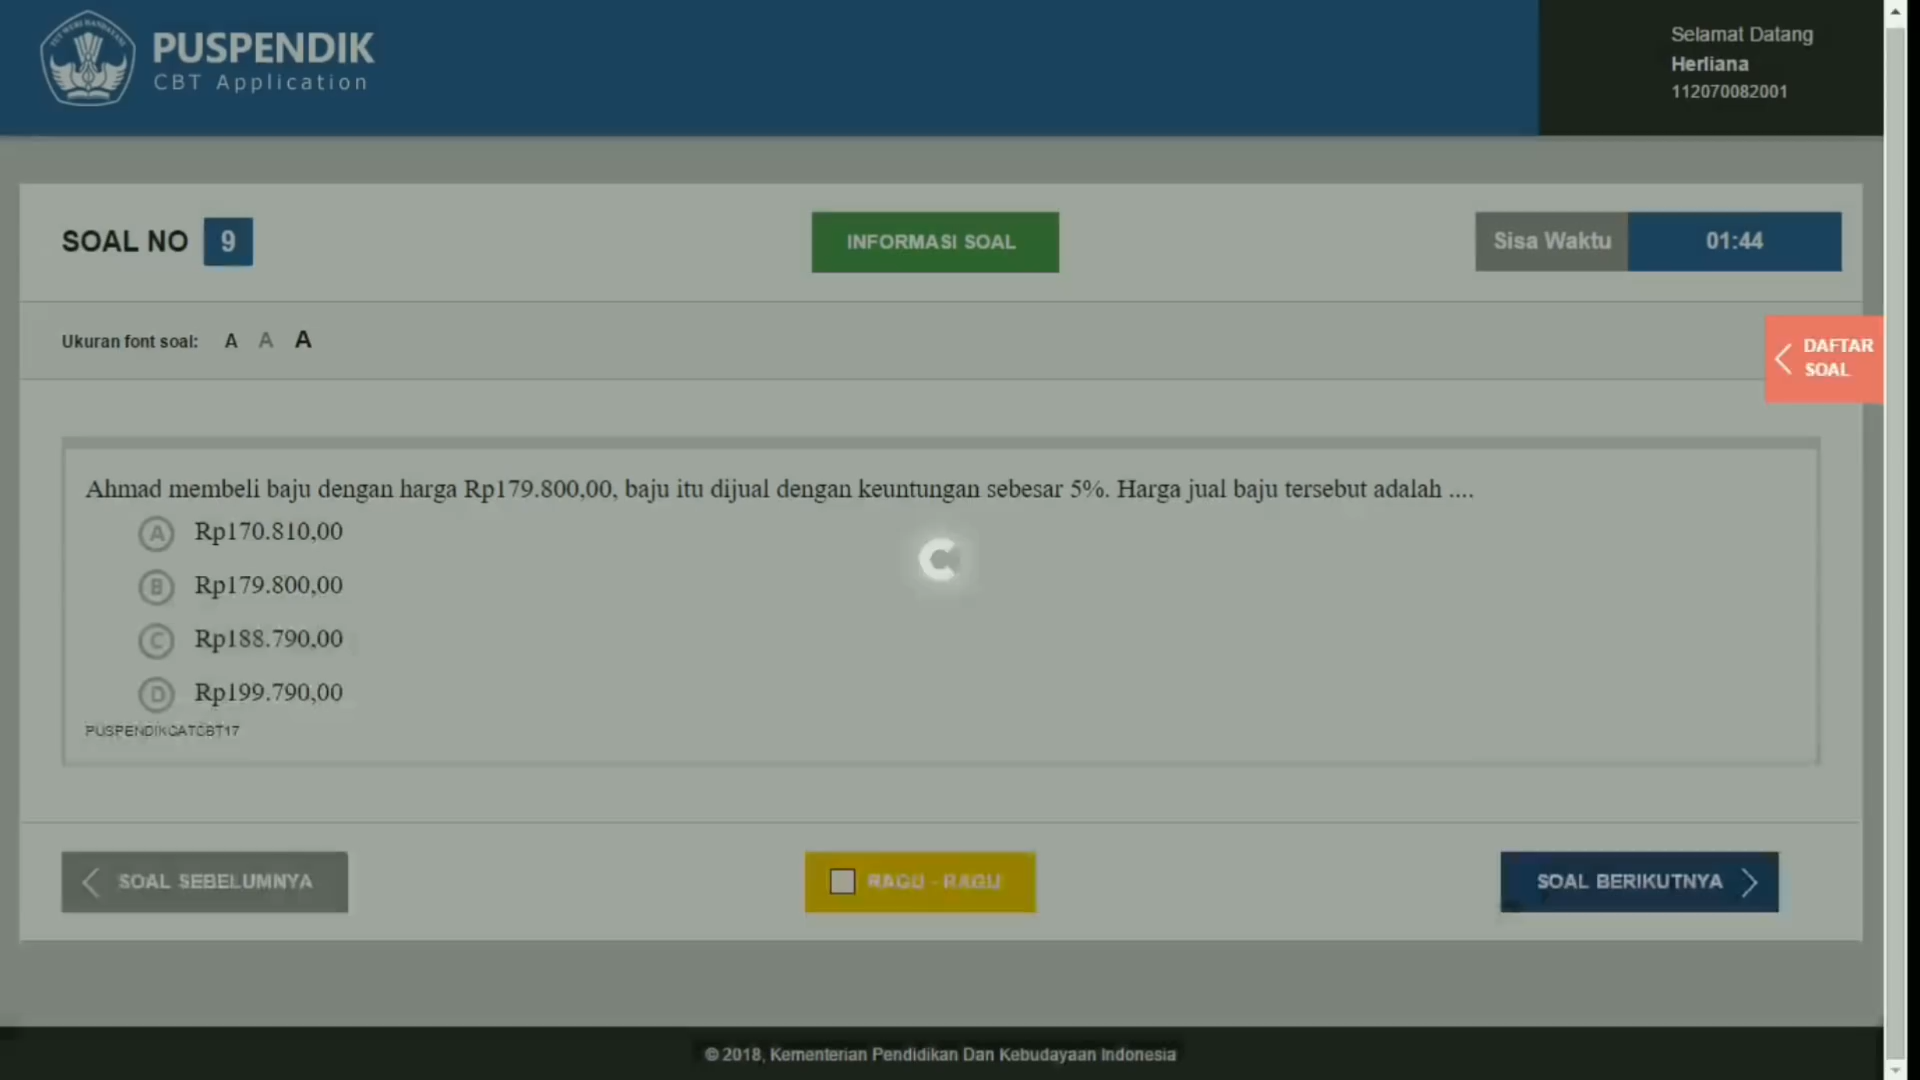 TUT WURI HANDAYANI
PUSPENDIK
CBT Application
Selamat Datang
Herliana
112070082001
SOAL NO 9
INFORMASI SOAL
Sisa Waktu 01:44
Ukuran font soal: A A A
DAFTAR
SOAL
Ahmad membeli baju dengan harga Rp179.800,00, baju itu dijual dengan keuntungan sebesar 5%. Harga jual baju tersebut adalah ....
A Rp170.810,00
B Rp179.800,00
C Rp188.790,00
D Rp199.790,00
PUSPENDIKCATCBT17
SOAL SEBELUMNYA
RAGU - RAGU
SOAL BERIKUTNYA
© 2018, Kementerian Pendidikan Dan Kebudayaan Indonesia